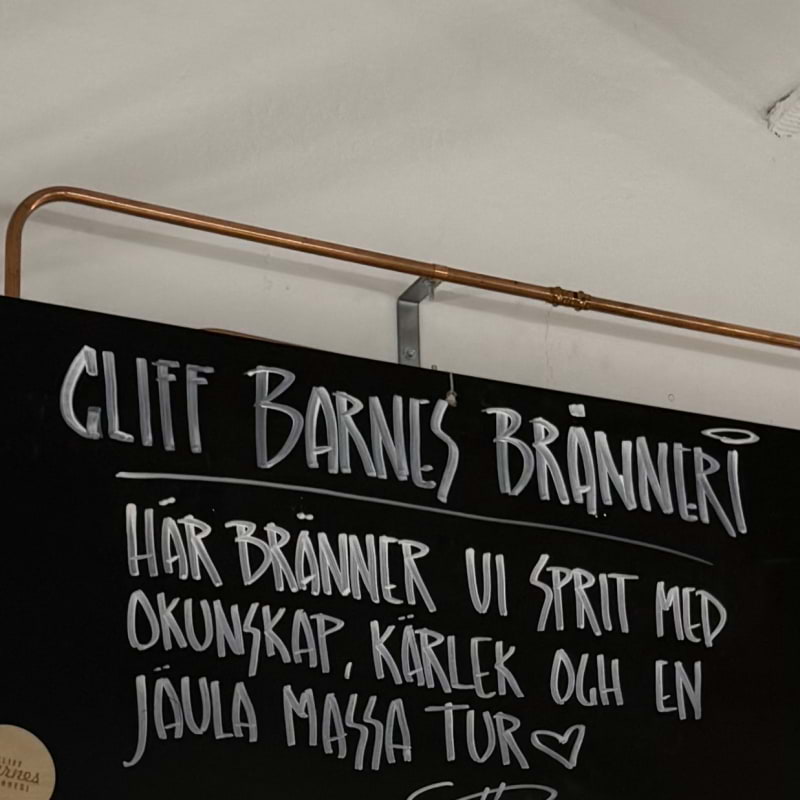 CLIFF BARNES BRÄNNERI
HÄR BRÄNNER VI SPRIT MED
OKUNSKAP, KÄRLEK OCH EN
JÄVLA MASSA TUR♡